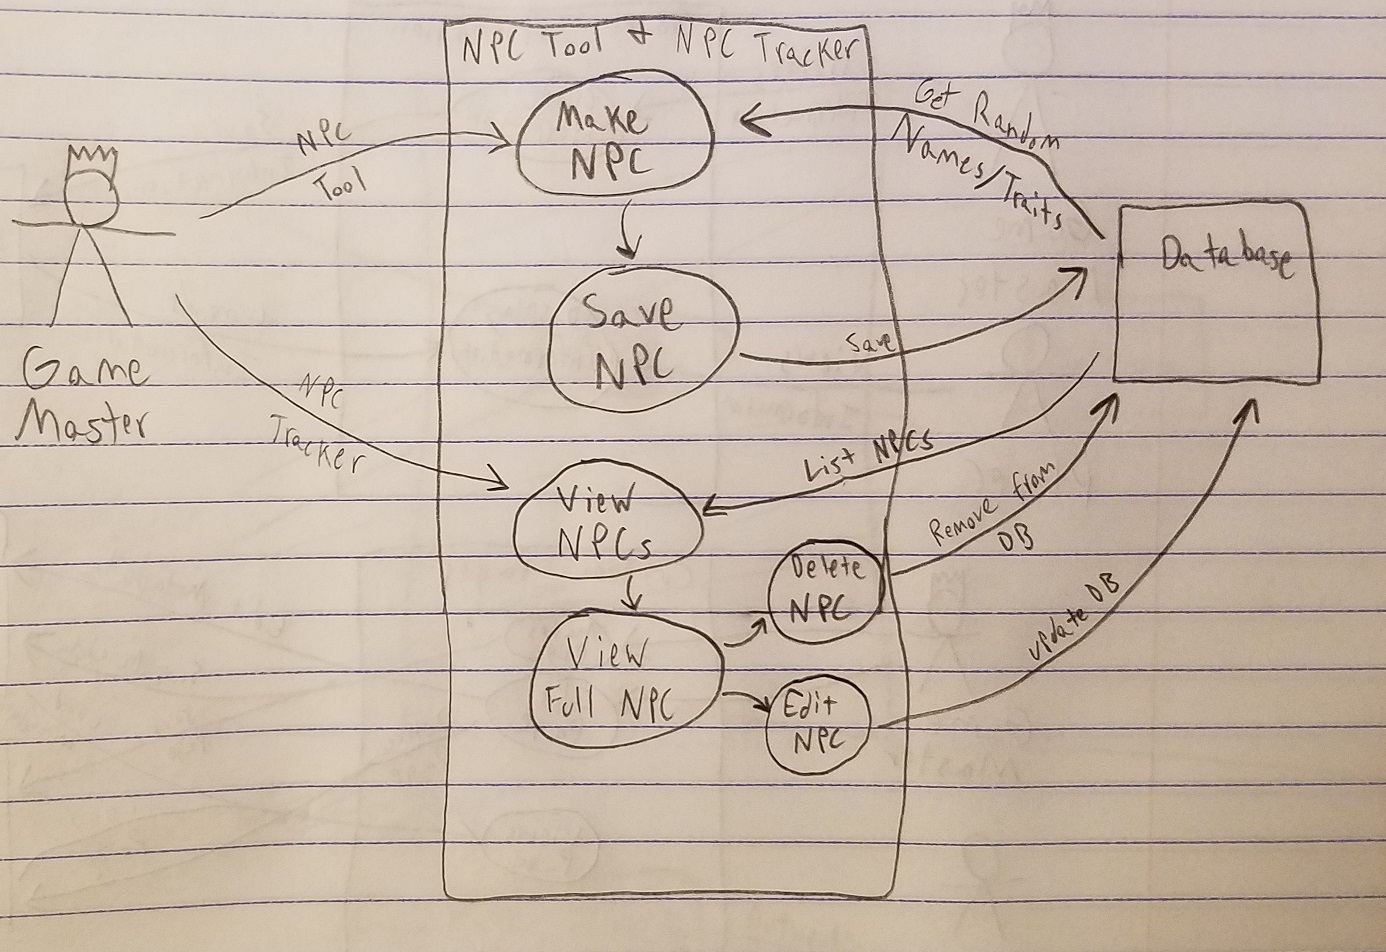 NPC Tool + NPC Tracker
Make
NPC
NPC
Tool
Get Random
Names/Traits
Database
Game
Master
Save
NPC
Save
NPC
Tracker
List NPCs
View
NPCs
Remove from
DB
Delete
NPC
View
Full NPC
Edit
NPC
update DB